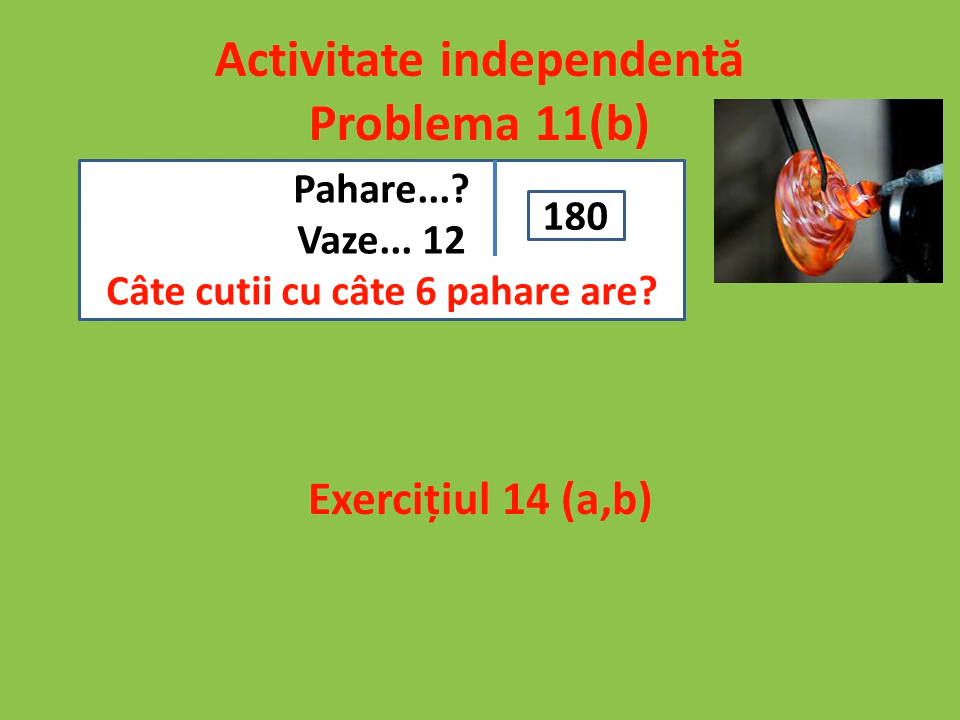 Activitate independentă
Problema 11(b)
Pahare...?
180
Vaze... 12
Câte cutii cu câte 6 pahare are?
Exercițiul 14 (a,b)